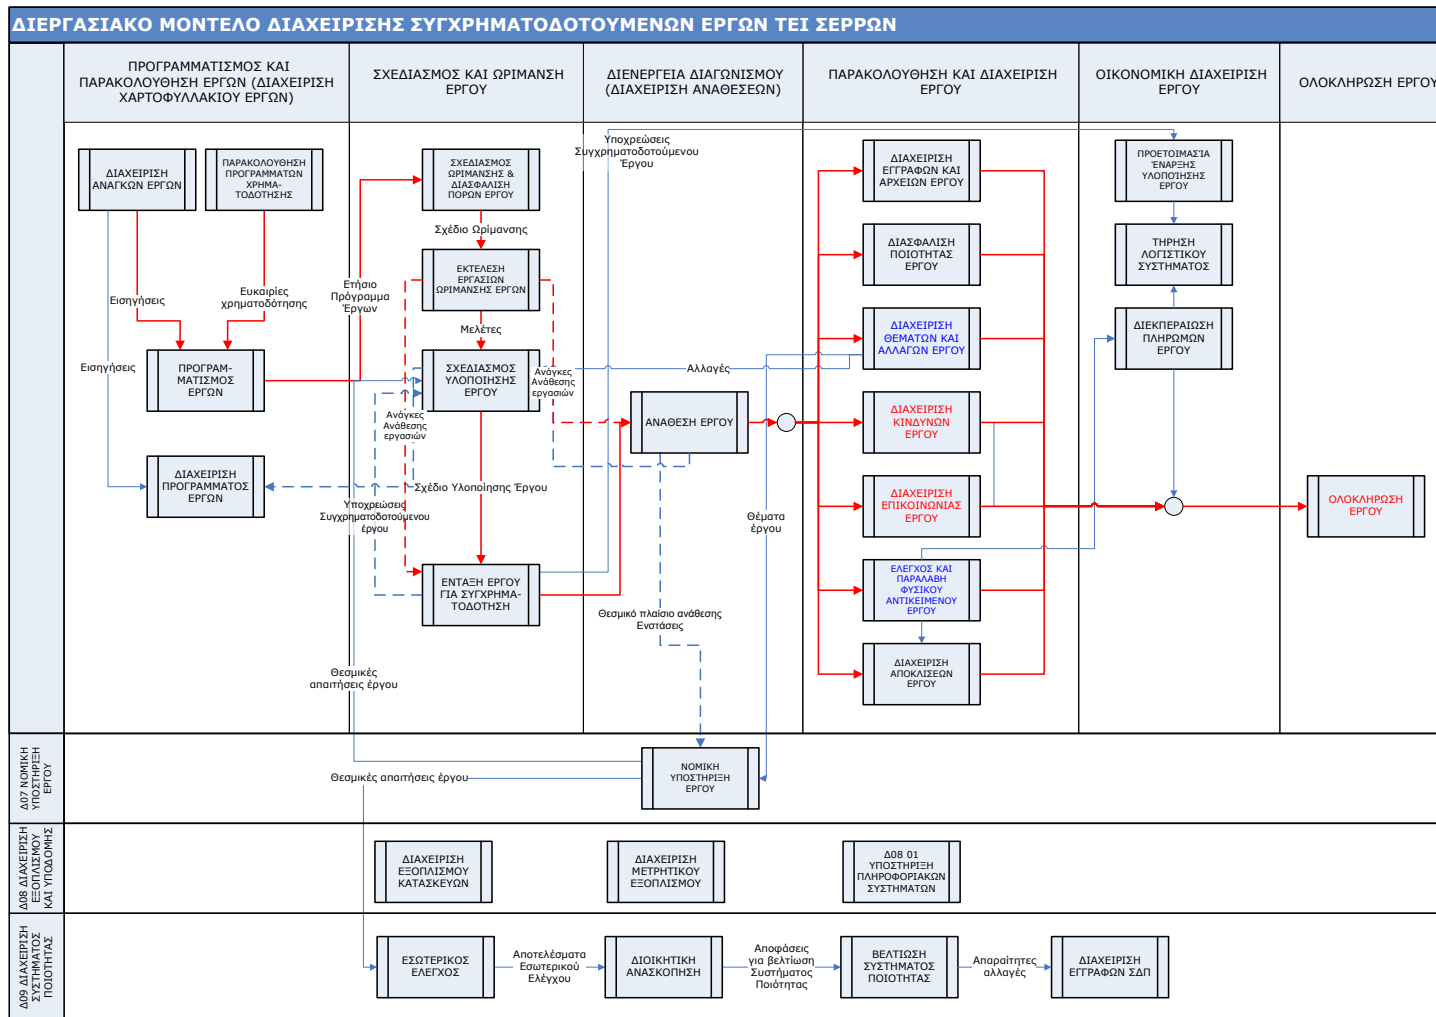 ΔΙΕΡΓΑΣΙΑΚΟ ΜΟΝΤΕΛΟ ΔΙΑΧΕΙΡΙΣΗΣ ΣΥΓΧΡΗΜΑΤΟΔΟΤΟΥΜΕΝΩΝ ΕΡΓΩΝ ΤΕΙ ΣΕΡΡΩΝ
ΠΡΟΓΡΑΜΜΑΤΙΣΜΟΣ ΚΑΙ
ΠΑΡΑΚΟΛΟΥΘΗΣΗ ΕΡΓΩΝ (ΔΙΑΧΕΙΡΙΣΗ
ΧΑΡΤΟΦΥΛΛΑΚΙΟΥ ΕΡΓΩΝ)
ΣΧΕΔΙΑΣΜΟΣ ΚΑΙ ΩΡΙΜΑΝΣΗ
ΕΡΓΟΥ
ΔΙΕΝΕΡΓΕΙΑ ΔΙΑΓΩΝΙΣΜΟΥ
(ΔΙΑΧΕΙΡΙΣΗ ΑΝΑΘΕΣΕΩΝ)
ΠΑΡΑΚΟΛΟΥΘΗΣΗ ΚΑΙ ΔΙΑΧΕΙΡΙΣΗ
ΕΡΓΟΥ
ΟΙΚΟΝΟΜΙΚΗ ΔΙΑΧΕΙΡΙΣΗ
ΕΡΓΟΥ
ΟΛΟΚΛΗΡΩΣΗ ΕΡΓΟΥ
ΔΙΑΧΕΙΡΙΣΗ
ΑΝΑΓΚΩΝ ΕΡΓΩΝ
ΠΑΡΑΚΟΛΟΥΘΗΣΗ
ΠΡΟΓΡΑΜΜΑΤΩΝ
ΧΡΗΜΑ-
ΤΟΔΟΤΗΣΗΣ
Εισηγήσεις
Ευκαιρίες
χρηματοδότησης
Εισηγήσεις
ΠΡΟΓΡΑΜ-
ΜΑΤΙΣΜΟΣ
ΕΡΓΩΝ
ΔΙΑΧΕΙΡΙΣΗ
ΠΡΟΓΡΑΜΜΑΤΟΣ
ΕΡΓΩΝ
Ετήσιο
Πρόγραμμα
Έργων
ΣΧΕΔΙΑΣΜΟΣ
ΩΡΙΜΑΝΣΗΣ &
ΔΙΑΣΦΑΛΙΣΗ
ΠΟΡΩΝ ΕΡΓΟΥ
Σχέδιο Ωρίμανσης
ΕΚΤΕΛΕΣΗ
ΕΡΓΑΣΙΩΝ
ΩΡΙΜΑΝΣΗΣ ΕΡΓΩΝ
Μελέτες
ΣΧΕΔΙΑΣΜΟΣ
ΥΛΟΠΟΙΗΣΗΣ
ΕΡΓΟΥ
Ανάγκες
Ανάθεσης
εργασιών
Ανάγκες
Ανάθεσης
εργασιών
Σχέδιο Υλοποίησης Έργου
Υποχρεώσεις
Συγχρηματοδοτούμενου
έργου
ΕΝΤΑΞΗ ΕΡΓΟΥ
ΓΙΑ ΣΥΓΧΡΗΜΑ-
ΤΟΔΟΤΗΣΗ
Θεσμικές
απαιτήσεις έργου
Υποχρεώσεις
Συγχρηματοδοτούμενου
Έργου
ΑΝΑΘΕΣΗ ΕΡΓΟΥ
Αλλαγές
Θέματα
έργου
Θεσμικό πλαίσιο ανάθεσης
Ενστάσεις
ΔΙΑΧΕΙΡΙΣΗ
ΕΓΓΡΑΦΩΝ ΚΑΙ
ΑΡΧΕΙΩΝ ΕΡΓΟΥ
ΔΙΑΣΦΑΛΙΣΗ
ΠΟΙΟΤΗΤΑΣ
ΕΡΓΟΥ
ΔΙΑΧΕΙΡΙΣΗ
ΘΕΜΑΤΩΝ ΚΑΙ
ΑΛΛΑΓΩΝ ΕΡΓΟΥ
ΔΙΑΧΕΙΡΙΣΗ
ΚΙΝΔΥΝΩΝ
ΕΡΓΟΥ
ΔΙΑΧΕΙΡΙΣΗ
ΕΠΙΚΟΙΝΩΝΙΑΣ
ΕΡΓΟΥ
ΕΛΕΓΧΟΣ ΚΑΙ
ΠΑΡΑΛΑΒΗ
ΦΥΣΙΚΟΥ
ΑΝΤΙΚΕΙΜΕΝΟΥ
ΕΡΓΟΥ
ΔΙΑΧΕΙΡΙΣΗ
ΑΠΟΚΛΙΣΕΩΝ
ΕΡΓΟΥ
ΠΡΟΕΤΟΙΜΑΣΊΑ
ΈΝΑΡΞΗΣ
ΥΛΟΠΟΊΗΣΗΣ
ΕΡΓΟΥ
ΤΗΡΗΣΗ
ΛΟΓΙΣΤΙΚΟΥ
ΣΥΣΤΗΜΑΤΟΣ
ΔΙΕΚΠΕΡΑΙΩΣΗ
ΠΛΗΡΩΜΩΝ
ΕΡΓΟΥ
ΟΛΟΚΛΗΡΩΣΗ
ΕΡΓΟΥ
Δ07 ΝΟΜΙΚΗ
ΥΠΟΣΤΗΡΙΞΗ
ΕΡΓΟΥ
Θεσμικές απαιτήσεις έργου
ΝΟΜΙΚΗ
ΥΠΟΣΤΗΡΙΞΗ
ΕΡΓΟΥ
Δ08 ΔΙΑΧΕΙΡΙΣΗ
ΕΞΟΠΛΙΣΜΟΥ
ΚΑΙ ΥΠΟΔΟΜΗΣ
ΔΙΑΧΕΙΡΙΣΗ
ΕΞΟΠΛΙΣΜΟΥ
ΚΑΤΑΣΚΕΥΩΝ
ΔΙΑΧΕΙΡΙΣΗ
ΜΕΤΡΗΤΙΚΟΥ
ΕΞΟΠΛΙΣΜΟΥ
Δ08 01
ΥΠΟΣΤΗΡΙΞΗ
ΠΛΗΡΟΦΟΡΙΑΚΩΝ
ΣΥΣΤΗΜΑΤΩΝ
Δ09 ΔΙΑΧΕΙΡΙΣΗ
ΣΥΣΤΗΜΑΤΟΣ
ΠΟΙΟΤΗΤΑΣ
ΕΣΩΤΕΡΙΚΟΣ
ΕΛΕΓΧΟΣ
Αποτελέσματα
Εσωτερικού
Ελέγχου
ΔΙΟΙΚΗΤΙΚΗ
ΑΝΑΣΚΟΠΗΣΗ
Αποφάσεις
για βελτίωση
Συστήματος
Ποιότητας
ΒΕΛΤΙΩΣΗ
ΣΥΣΤΗΜΑΤΟΣ
ΠΟΙΟΤΗΤΑΣ
Απαραίτητες
αλλαγές
ΔΙΑΧΕΙΡΙΣΗ
ΕΓΓΡΑΦΩΝ ΣΔΠ